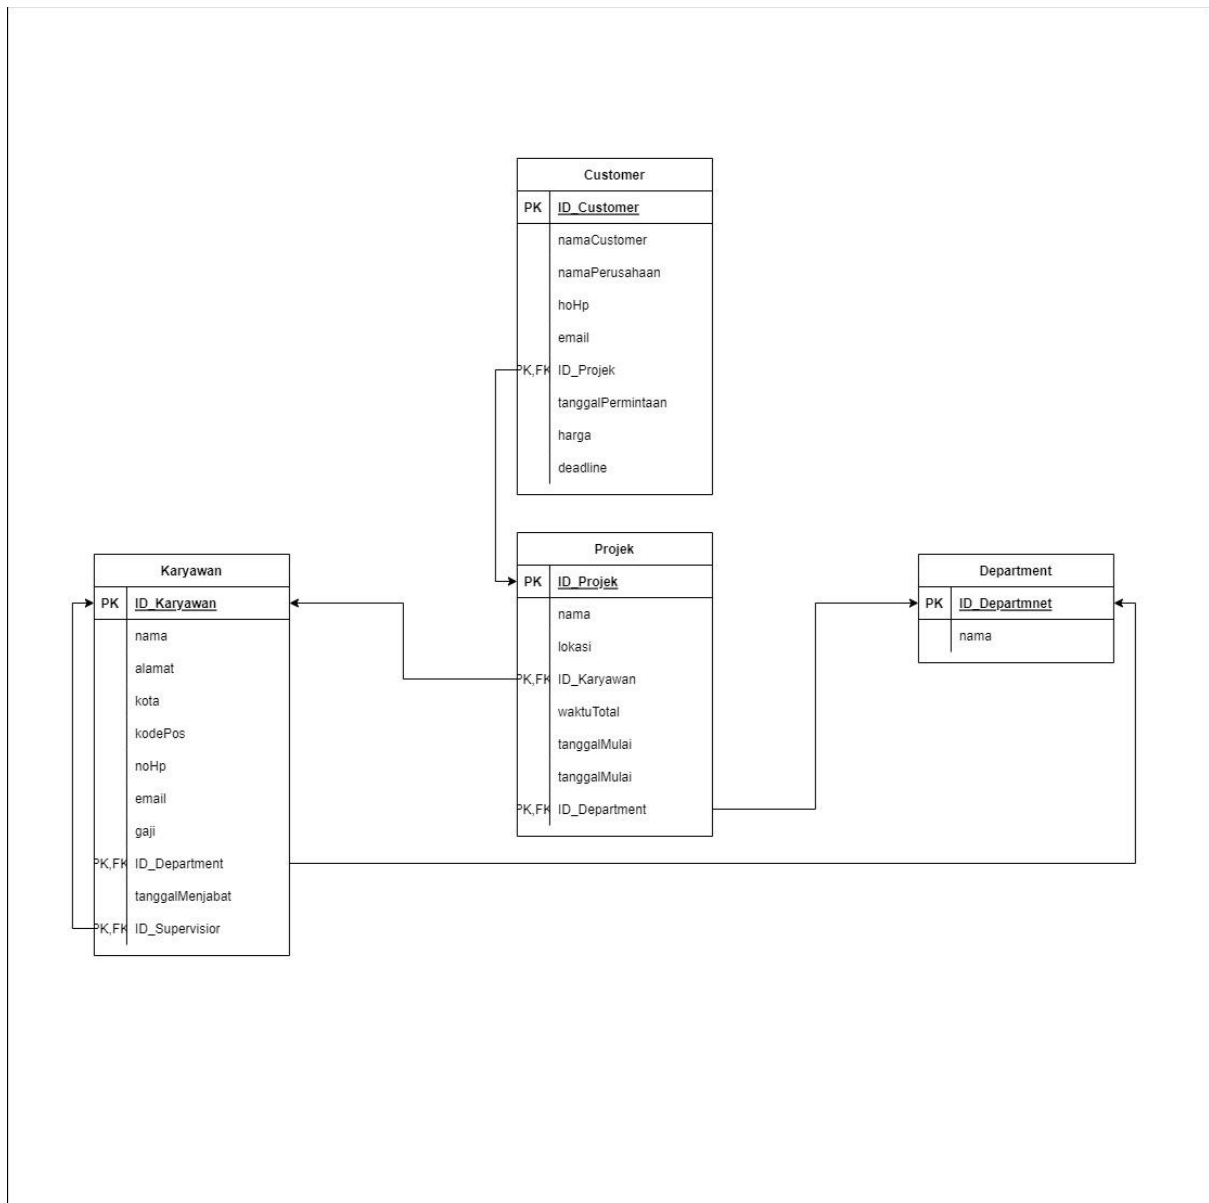 Customer
PK ID_Customer
namaCustomer
namaPerusahaan
hoHp
email
PK,FK ID_Projek
tanggalPermintaan
harga
deadline
Karyawan
PK ID_Karyawan
nama
alamat
kota
kodePos
noHp
email
gaji
PK,FK ID_Department
tanggalMenjabat
PK,FK ID_Supervisior
Projek
PK ID_Projek
nama
lokasi
PK,FK ID_Karyawan
waktuTotal
tanggalMulai
tanggalMulai
PK,FK ID_Department
Department
PK ID_Departmnet
nama